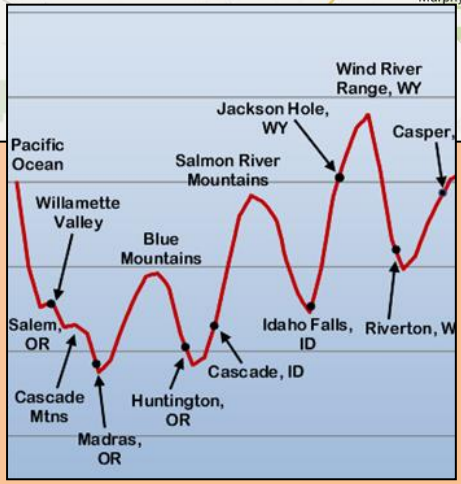 Wind River
Range, WY
Jackson Hole,
WY
Casper,
Pacific
Ocean
Salmon River
Mountains
Willamette
Valley
Blue
Mountains
Salem,
OR
Idaho Falls,
ID
Riverton, W
Cascade, ID
Cascade
Mtns
Huntington,
OR
Madras,
OR